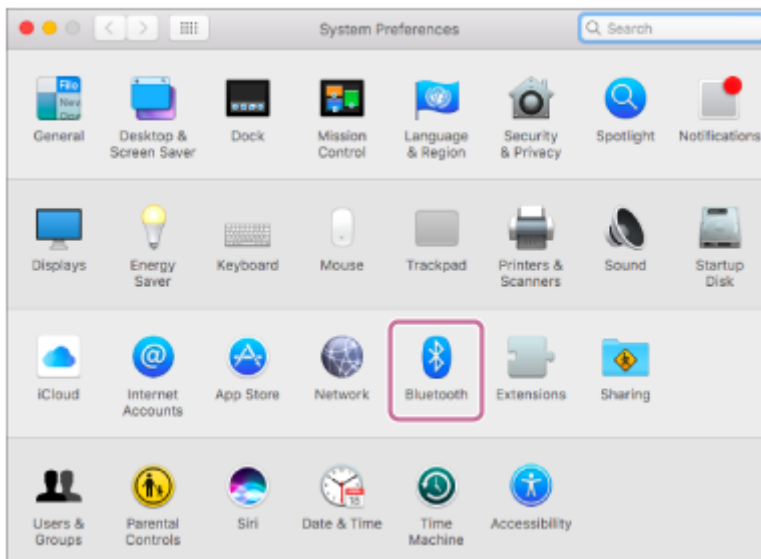 System Preferences
Search
General
Desktop &
Screen Saver
Dock
Mission
Control
Language
& Region
Security
& Privacy
Spotlight
Notifications
Displays
Energy
Saver
Keyboard
Mouse
Trackpad
Printers &
Scanners
Sound
Startup
Disk
iCloud
Internet
Accounts
App Store
Network
Bluetooth
Extensions
Sharing
Users &
Groups
Parental
Controls
Siri
Date & Time
Time
Machine
Accessibility